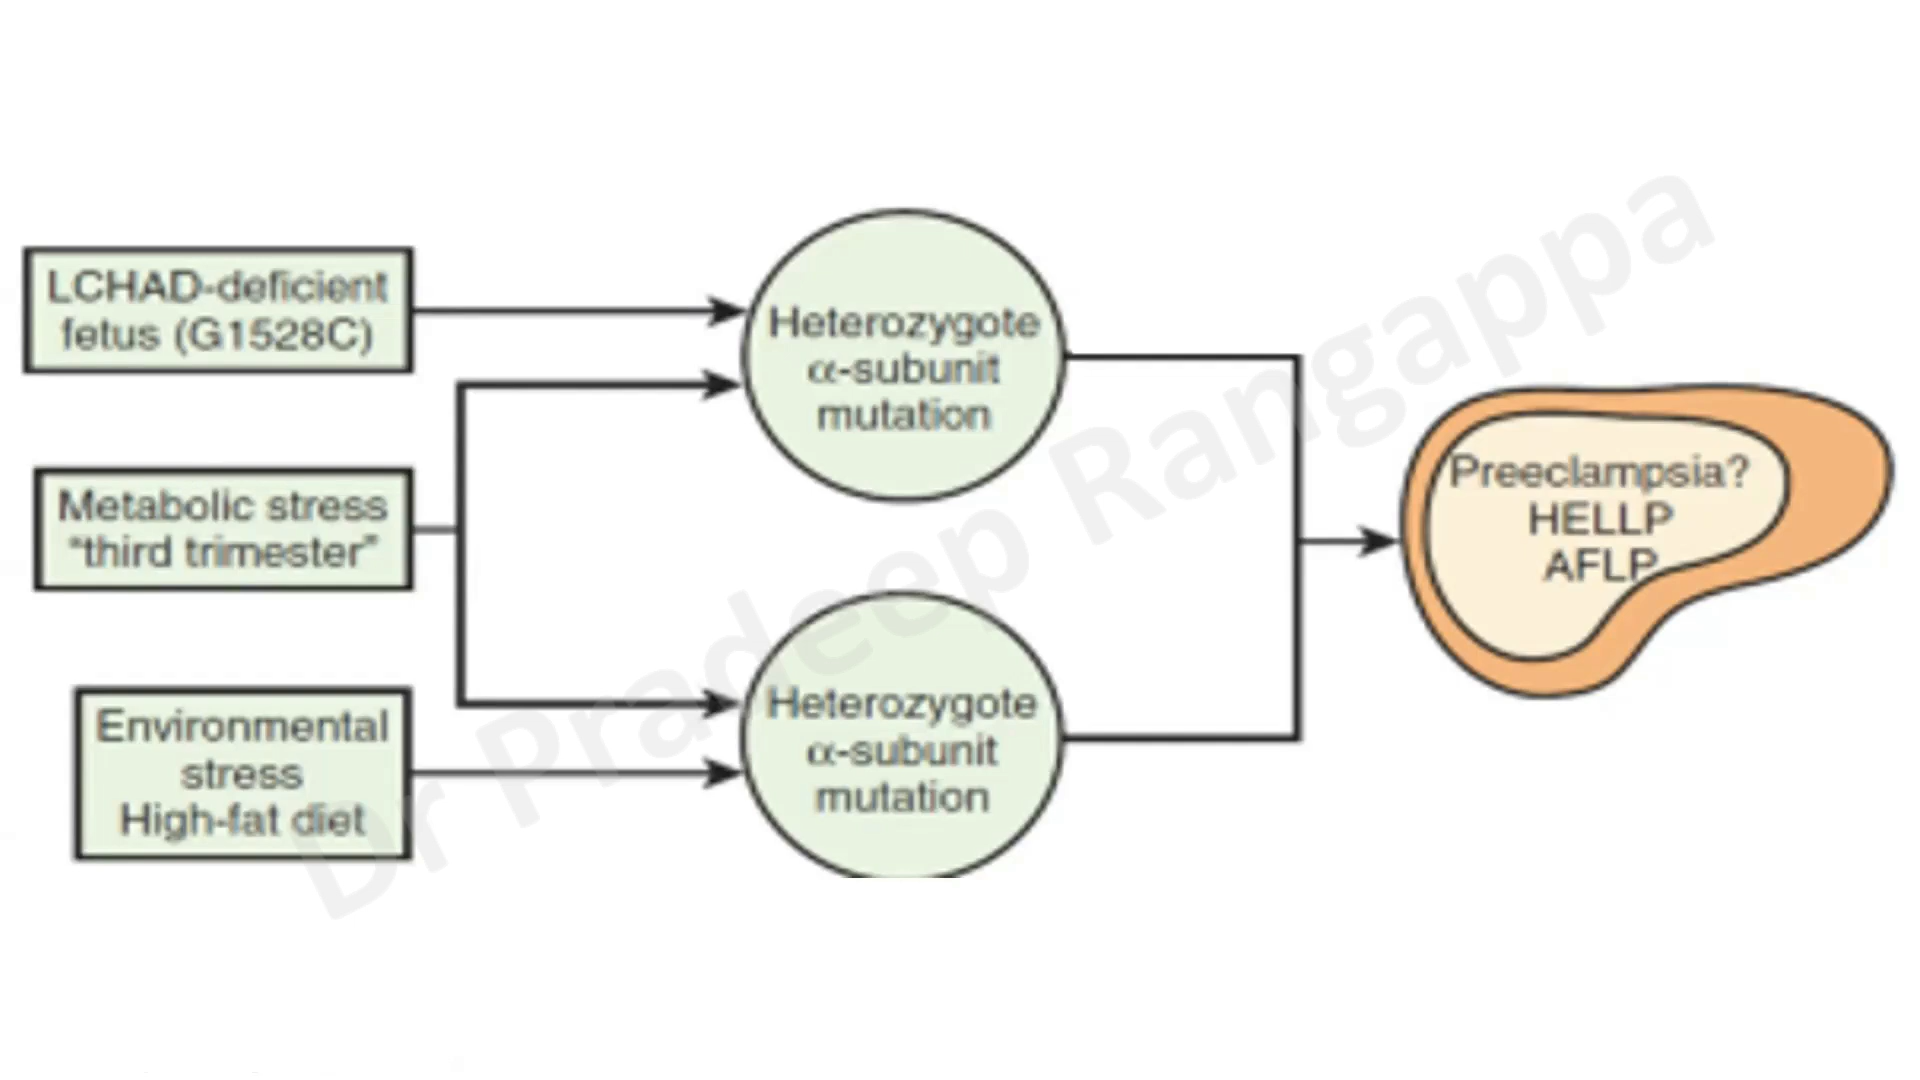 LCHAD-deficient
fetus (G1528C)
Metabolic stress
“third trimester”
Environmental
stress
High-fat diet
Heterozygote
α-subunit
mutation
Heterozygote
α-subunit
mutation
Preeclampsia?
HELLP
AFLP
Dr Pradeep Rangappa